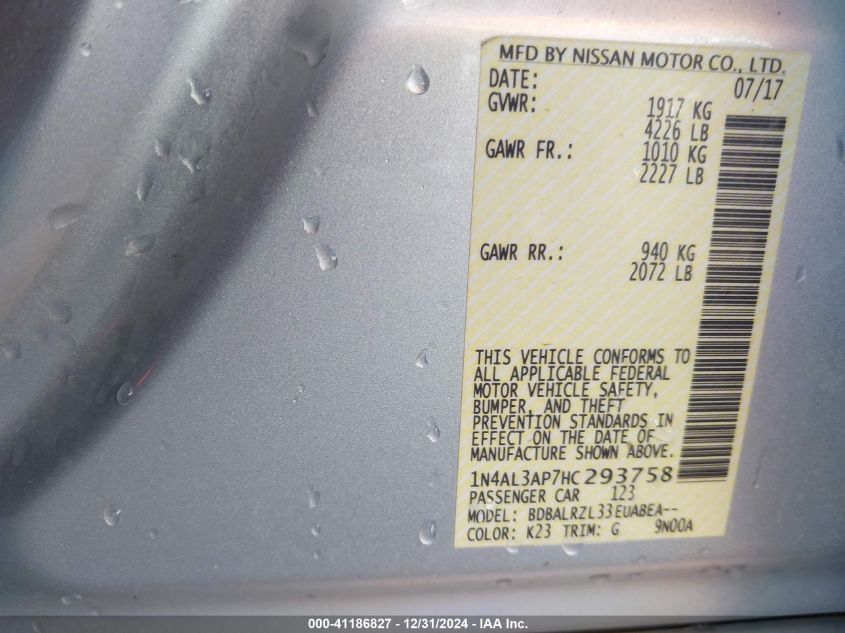 MFD BY NISSAN MOTOR CO., LTD.
DATE: 07/17
GVWR: 1917 KG
4226 LB
GAWR FR.: 1010 KG
2227 LB
GAWR RR.: 940 KG
2072 LB
THIS VEHICLE CONFORMS TO
ALL APPLICABLE FEDERAL
MOTOR VEHICLE SAFETY,
BUMPER, AND THEFT
PREVENTION STANDARDS IN
EFFECT ON THE DATE OF
MANUFACTURE SHOWN ABOVE.
1N4AL3AP7HC293758
PASSENGER CAR 123
MODEL: BDBALRZL33EUABEA--
COLOR: K23 TRIM: G 9N00A
000-41186827 - 12/31/2024 - IAA Inc.